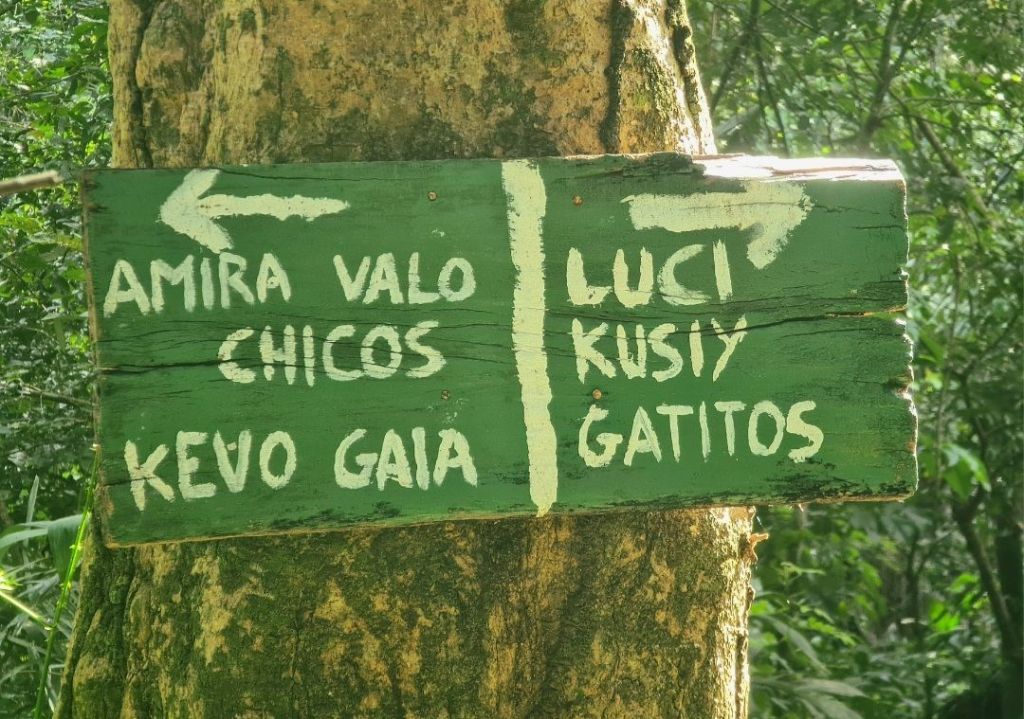 AMIRA VALO
CHICOS
KEVO GAIA
LUCI
KUSIY
GATITOS